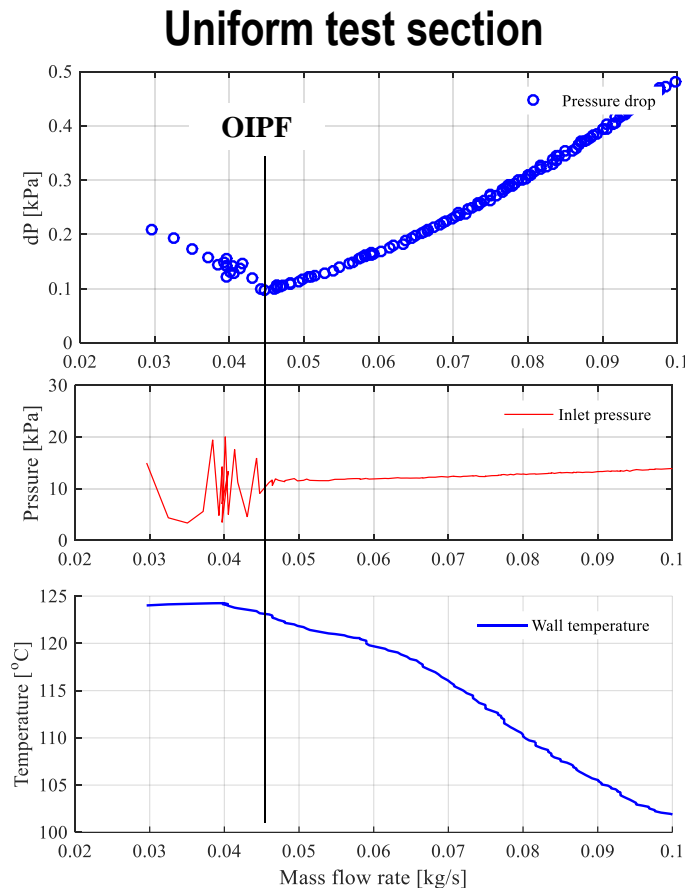 Uniform test section
0.5
Pressure drop
OIPF
0.4
0.3
0.2
0.1
0
dP [kPa]
0.02 0.03 0.04 0.05 0.06 0.07 0.08 0.09 0.1
30
Inlet pressure
20
10
0
Prssure [kPa]
0.02 0.03 0.04 0.05 0.06 0.07 0.08 0.09 0.1
125
Wall temperature
120
115
110
105
100
Temperature [°C]
0.02 0.03 0.04 0.05 0.06 0.07 0.08 0.09 0.1
Mass flow rate [kg/s]